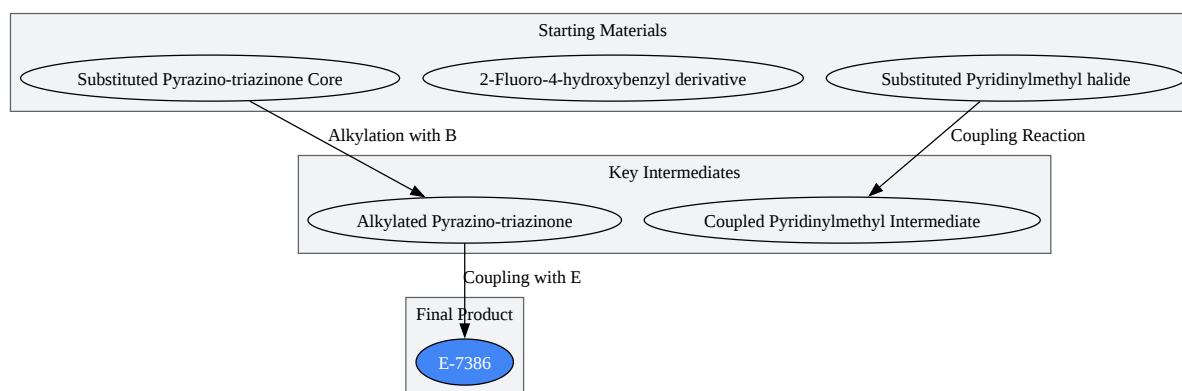 Starting Materials
Substituted Pyrazino-triazinone Core
2-Fluoro-4-hydroxybenzyl derivative
Substituted Pyridinylmethyl halide
Alkylation with B
Coupling Reaction
Key Intermediates
Alkylated Pyrazino-triazinone
Coupled Pyridinylmethyl Intermediate
Coupling with E
Final Product
E-7386